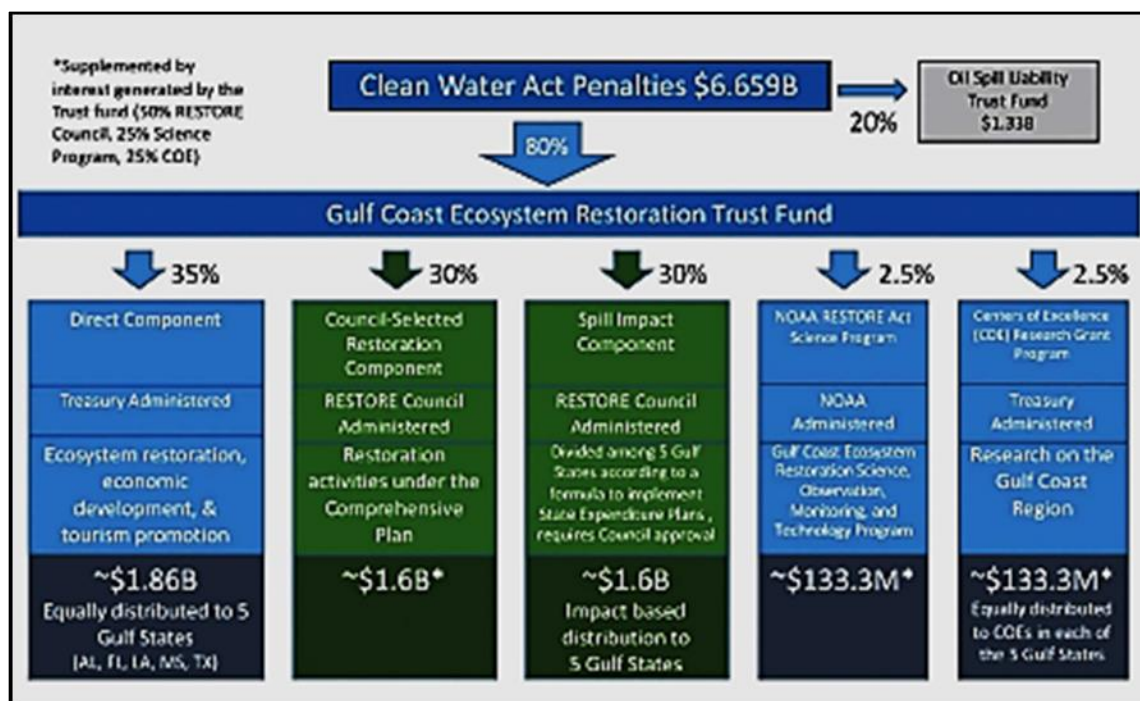 *Supplemented by
interest generated by the
Trust fund (50% RESTORE
Council, 25% Science
Program, 25% COE)
Clean Water Act Penalties $6.659B
20%
Oil Spill Liability
Trust Fund
$1.33B
80%
Gulf Coast Ecosystem Restoration Trust Fund
35%
30%
30%
2.5%
2.5%
Direct Component
Treasury Administered
Ecosystem restoration,
economic
development, &
tourism promotion
~$1.86B
Equally distributed to 5
Gulf States
(AL, FL, LA, MS, TX)
Council-Selected
Restoration
Component
RESTORE Council
Administered
Restoration
activities under the
Comprehensive
Plan
~$1.6B*
Spill Impact
Component
RESTORE Council
Administered
Divided among 5 Gulf
States according to a
formula to implement
State Expenditure Plans,
requires Council approval
~$1.6B
Impact based
distribution to
5 Gulf States
NOAA RESTORE Act
Science Program
NOAA
Administered
Gulf Coast Ecosystem
Restoration Science,
Observation,
Monitoring, and
Technology Program
~$133.3M*
Centers of Excellence
(COE) Research Grant
Program
Treasury
Administered
Research on the
Gulf Coast
Region
~$133.3M*
Equally distributed
to COEs in each of
the 5 Gulf States